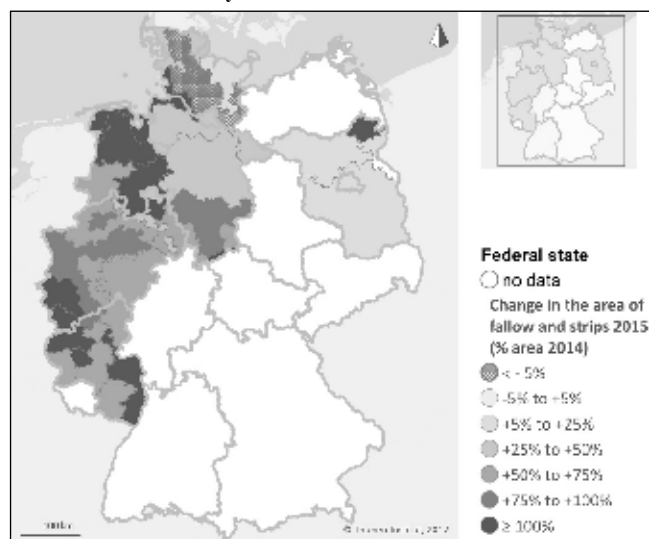 Federal state
no data
Change in the area of
fallow and strips 2015
(% area 2014)
< - 5%
-5% to +5%
+5% to +25%
+25% to +50%
+50% to +75%
+75% to +100%
≥ 100%